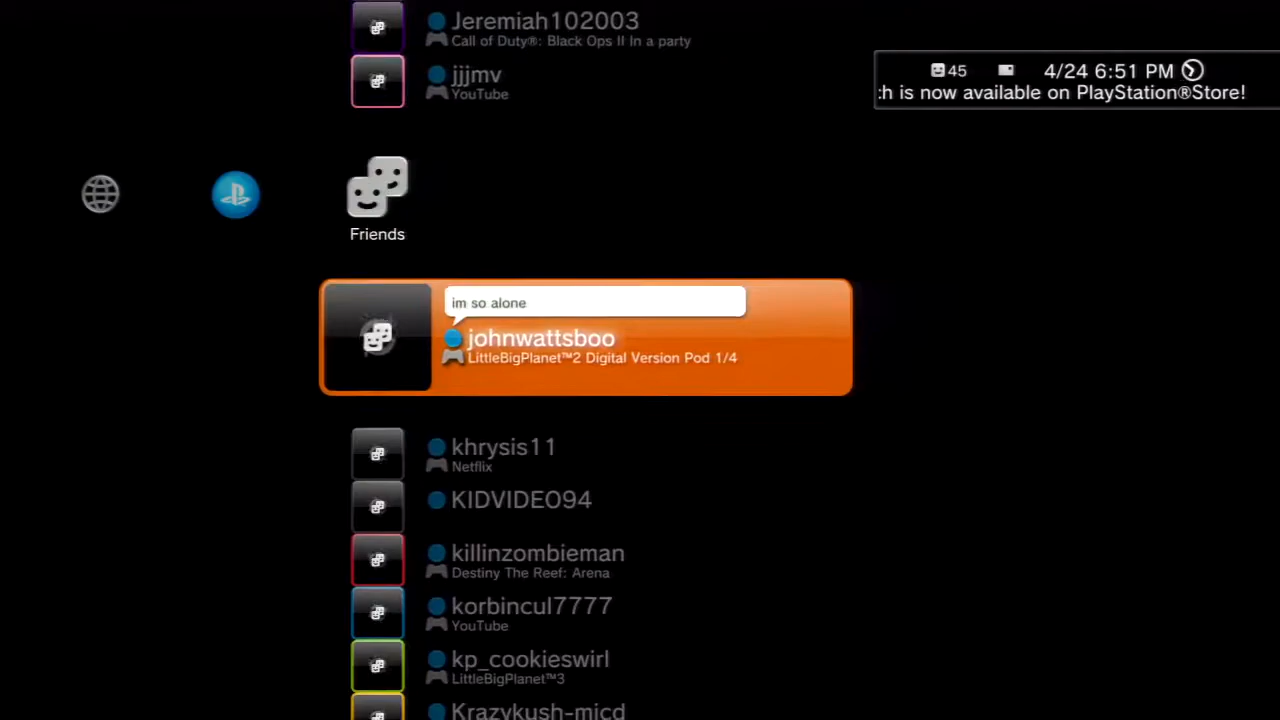 Jeremiah102003
Call of Duty®: Black Ops II In a party
jjjmv
YouTube
45 4/24 6:51 PM
:h is now available on PlayStation®Store!
Friends
im so alone
johnwattsboo
LittleBigPlanet™2 Digital Version Pod 1/4
khrysis11
Netflix
KIDVIDEO94
killinzombieman
Destiny The Reef: Arena
korbincul7777
YouTube
kp_cookieswirl
LittleBigPlanet™3
Krazykush-micd